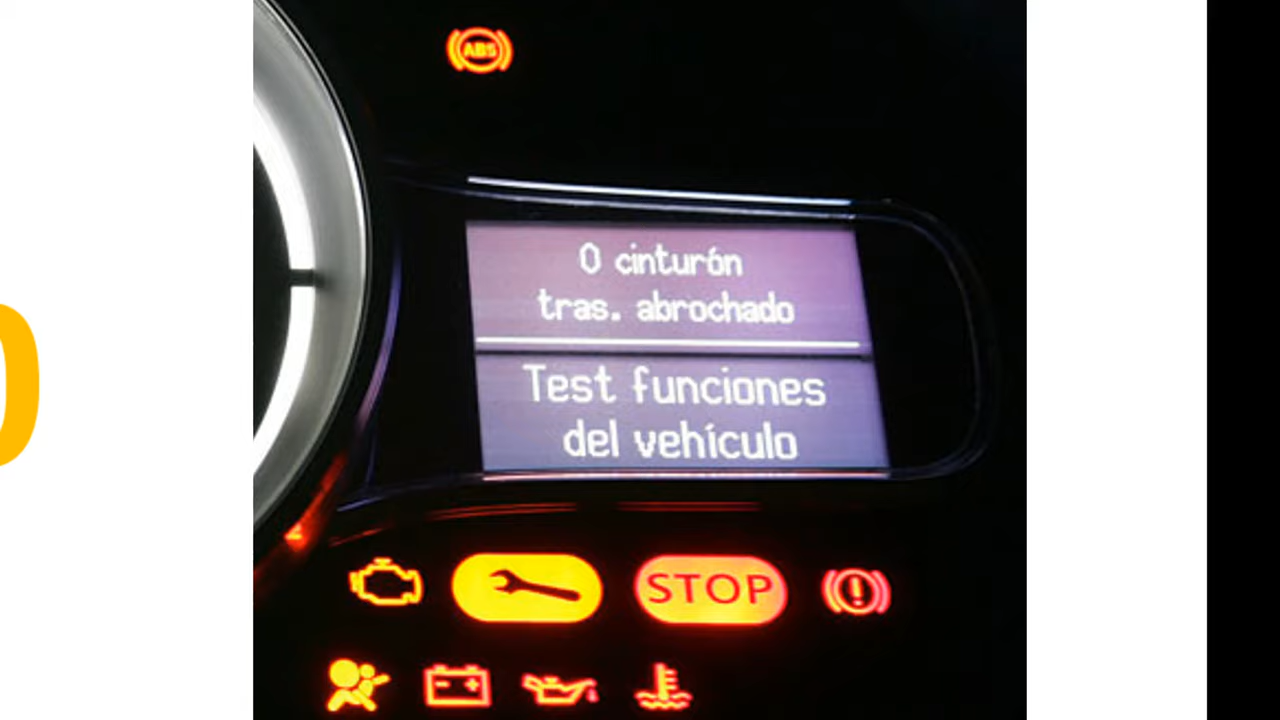 ABS
0 cinturón
tras. abrochado
Test funciones
del vehículo
STOP